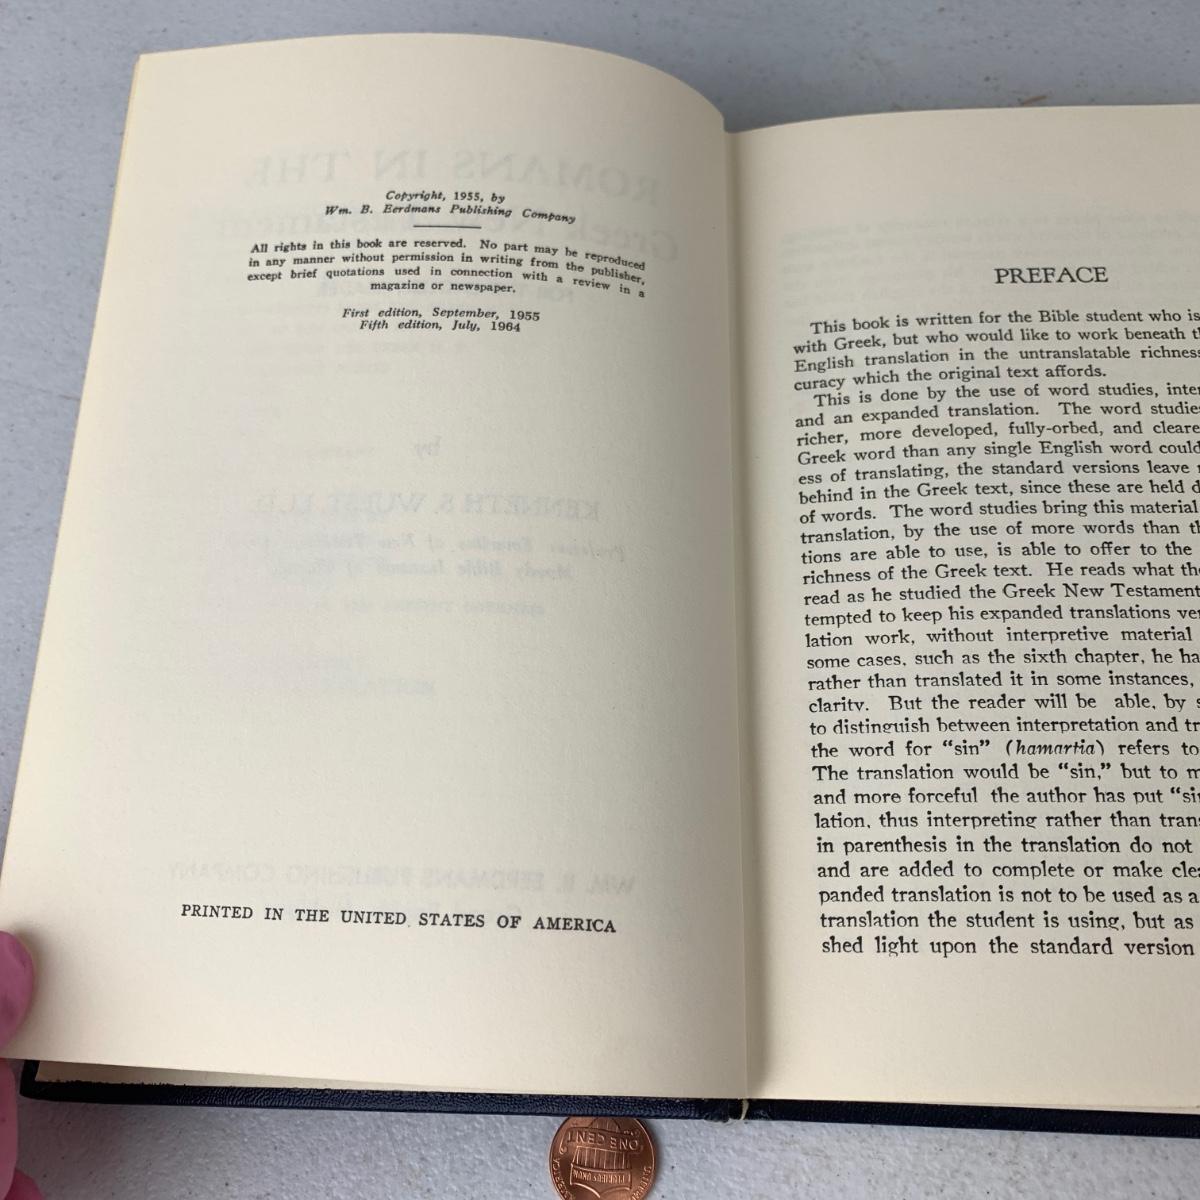 Copyright, 1955, by
Wm. B. Eerdmans Publishing Company
All rights in this book are reserved. No part may be reproduced
in any manner without permission in writing from the publisher,
except brief quotations used in connection with a review in a
magazine or newspaper.
First edition, September, 1955
Fifth edition, July, 1964
PRINTED IN THE UNITED STATES OF AMERICA
PREFACE
This book is written for the Bible student who is
with Greek, but who would like to work beneath
English translation in the untranslatable
curacy which the original text affords.
This is done by the use of word studies,
and an expanded translation. The word
richer, more developed, fully-orbed, and
Greek word than any single English word could
ess of translating, the standard versions leave
behind in the Greek text, since these are held
of words. The word studies bring this material
translation, by the use of more words than
tions are able to use, is able to offer to the
richness of the Greek text. He reads what
read as he studied the Greek New Testament
tempted to keep his expanded translations
lation work, without interpretive material
some cases, such as the sixth chapter, he
rather than translated it in some instances,
clarity. But the reader will be able, by
to distinguish between interpretation and
the word for “sin” (hamartia) refers to
The translation would be “sin,” but to
and more forceful the author has put
lation, thus interpreting rather than
in parenthesis in the translation do not
and are added to complete or make
panded translation is not to be used as a
translation the student is using, but as
shed light upon the standard version
ONE CENT